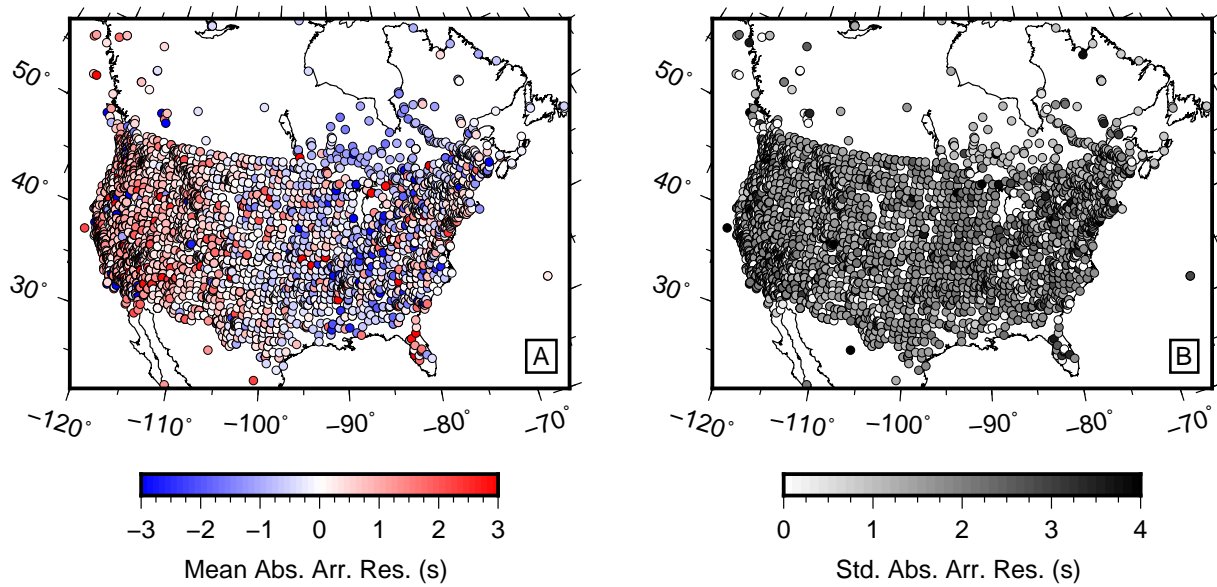 50˚
40˚
30˚
A
−120˚ −110˚ −100˚ −90˚ −80˚ −70˚
−3 −2 −1 0 1 2 3
Mean Abs. Arr. Res. (s)
50˚
40˚
30˚
B
−120˚ −110˚ −100˚ −90˚ −80˚ −70˚
0 1 2 3 4
Std. Abs. Arr. Res. (s)